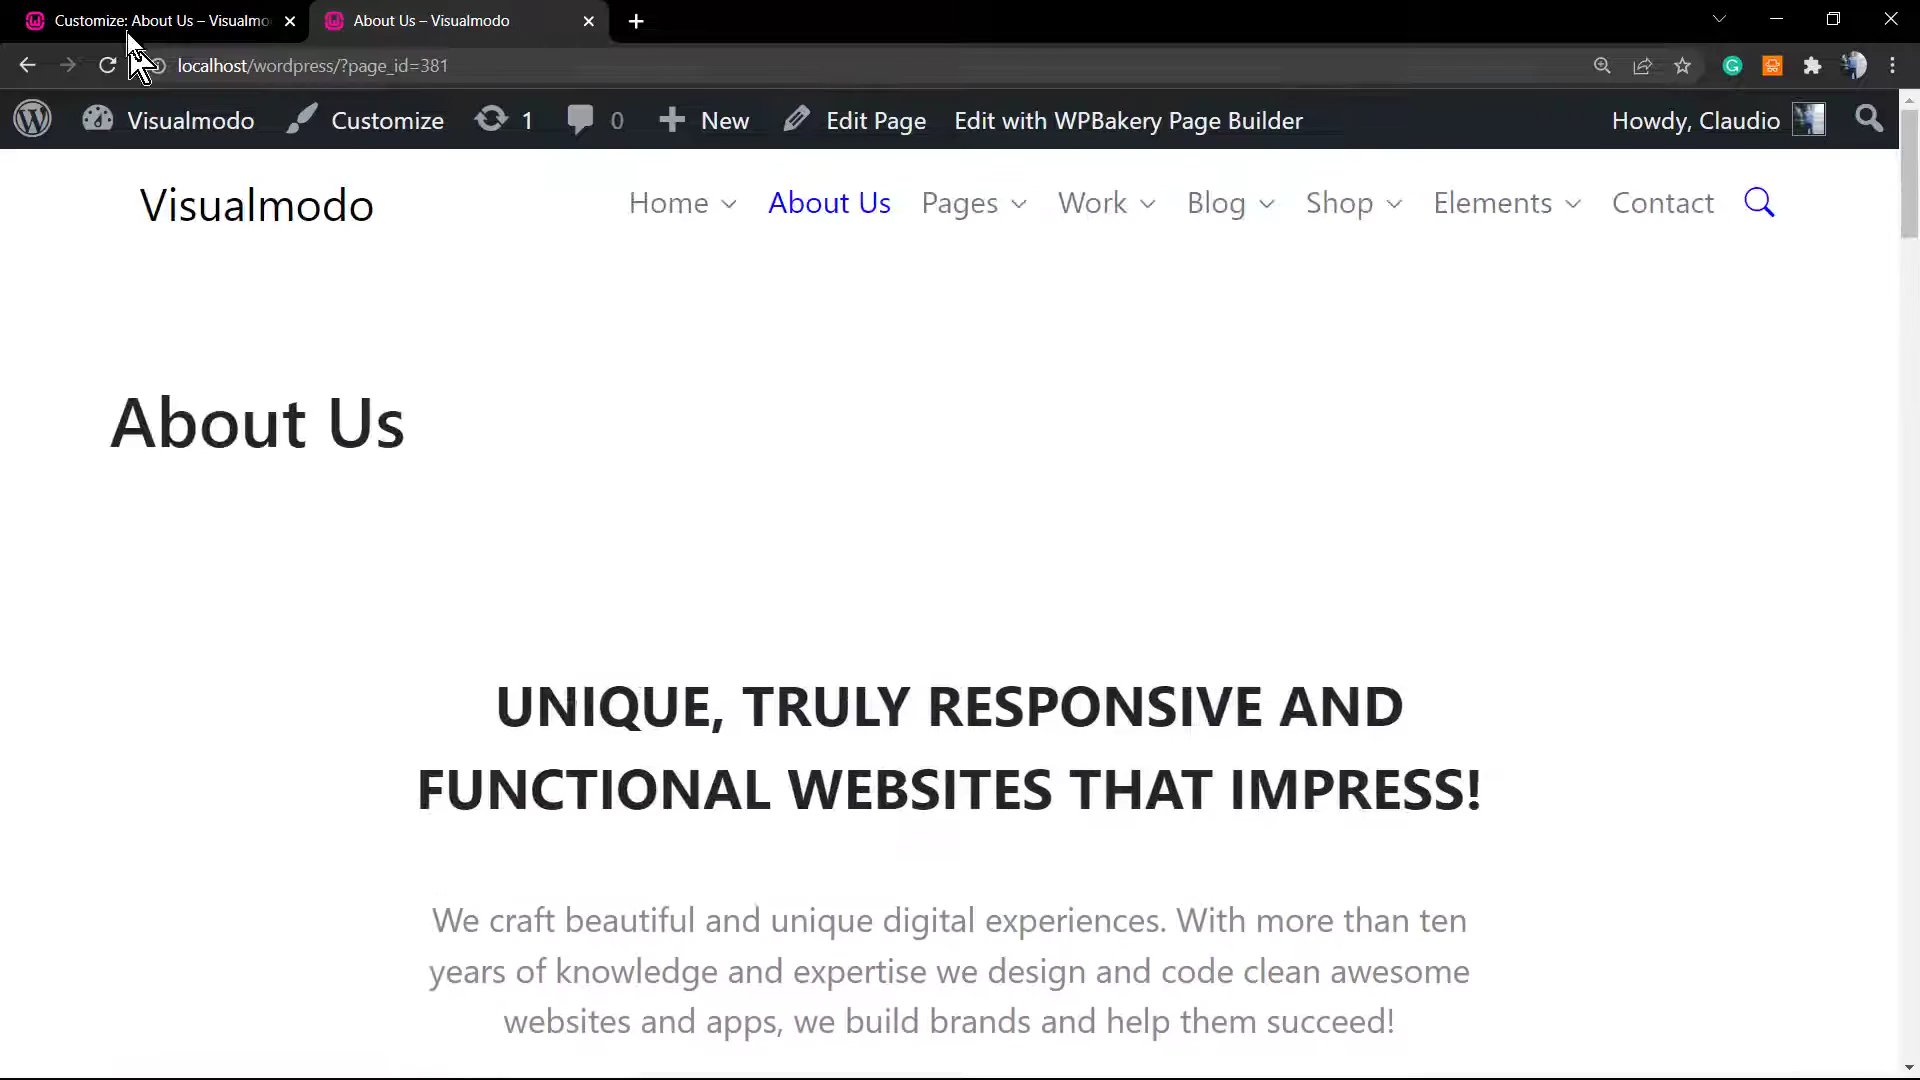 Customize: About Us – Visualmo
About Us – Visualmodo
localhost/wordpress/?page_id=381
Visualmodo
Customize
1
0
New
Edit Page
Edit with WPBakery Page Builder
Howdy, Claudio
Visualmodo
Home
About Us
Pages
Work
Blog
Shop
Elements
Contact
About Us
UNIQUE, TRULY RESPONSIVE AND
FUNCTIONAL WEBSITES THAT IMPRESS!
We craft beautiful and unique digital experiences. With more than ten
years of knowledge and expertise we design and code clean awesome
websites and apps, we build brands and help them succeed!